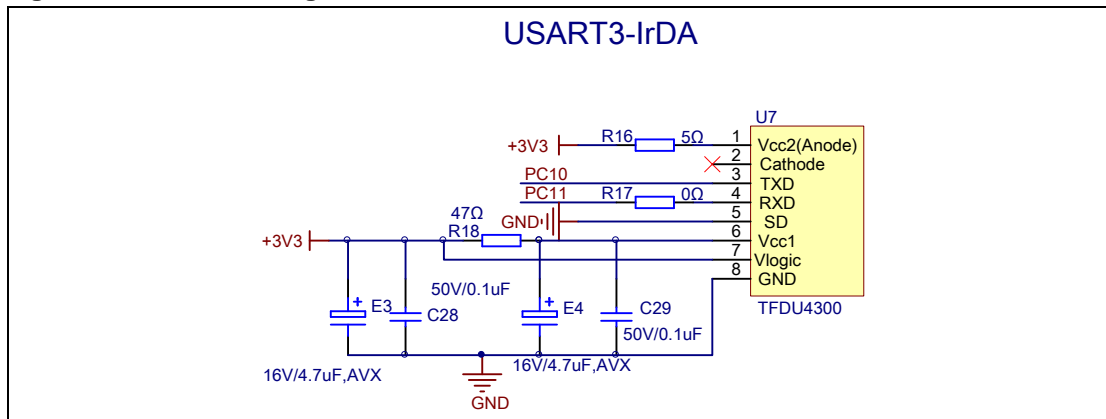 USART3-IrDA
U7
+3V3
R16
5Ω
1
Vcc2(Anode)
2
Cathode
PC10
3
TXD
PC11
R17
0Ω
4
RXD
GND
5
SD
47Ω
+3V3
R18
6
Vcc1
7
Vlogic
8
GND
50V/0.1uF
E3
C28
E4
C29
TFDU4300
50V/0.1uF
16V/4.7uF,AVX
16V/4.7uF,AVX
GND